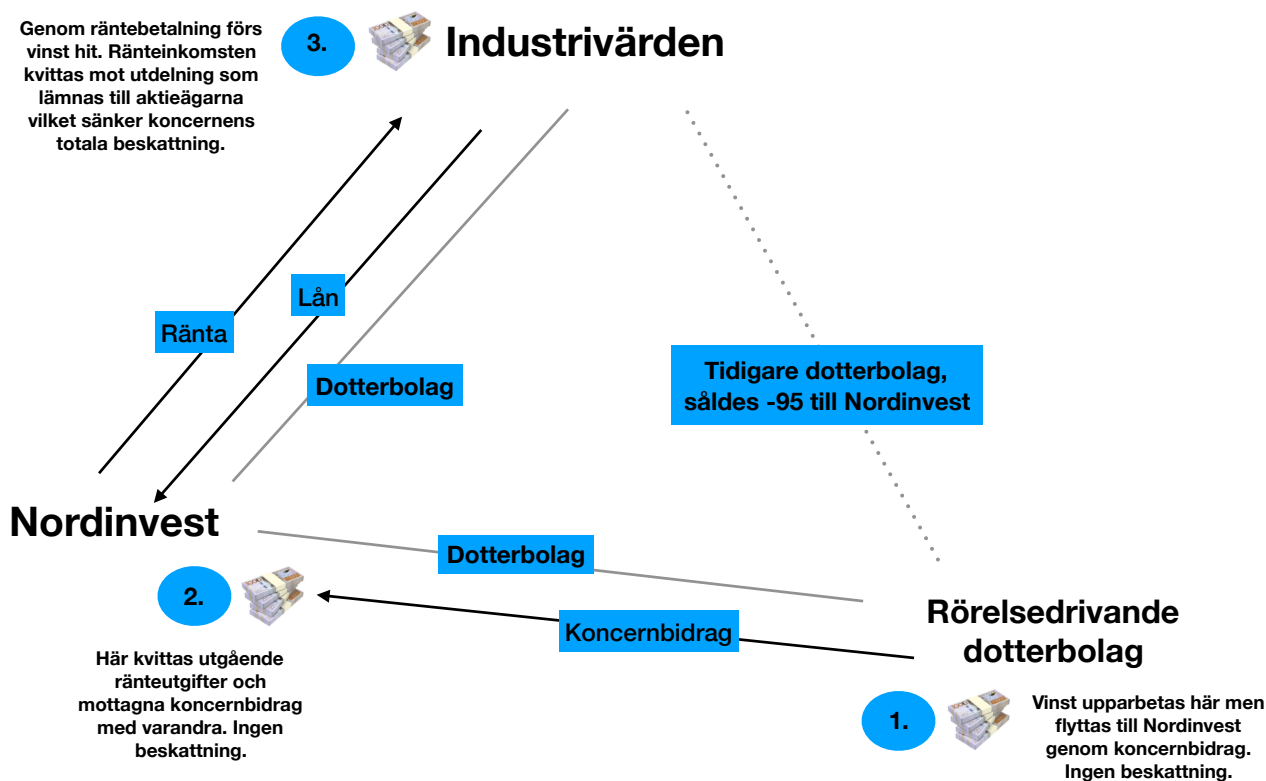 Genom räntebetalning förs
vinst hit. Ränteinkomsten
kvittas mot utdelning som
lämnas till aktieägarna
vilket sänker koncernens
totala beskattning.
3.
Industrivärden
Ränta
Lån
Dotterbolag
Tidigare dotterbolag,
såldes -95 till Nordinvest
Nordinvest
Dotterbolag
Koncernbidrag
2.
Här kvittas utgående
ränteutgifter och
mottagna koncernbidrag
med varandra. Ingen
beskattning.
Rörelsedrivande
dotterbolag
1.
Vinst upparbetas här men
flyttas till Nordinvest
genom koncernbidrag.
Ingen beskattning.